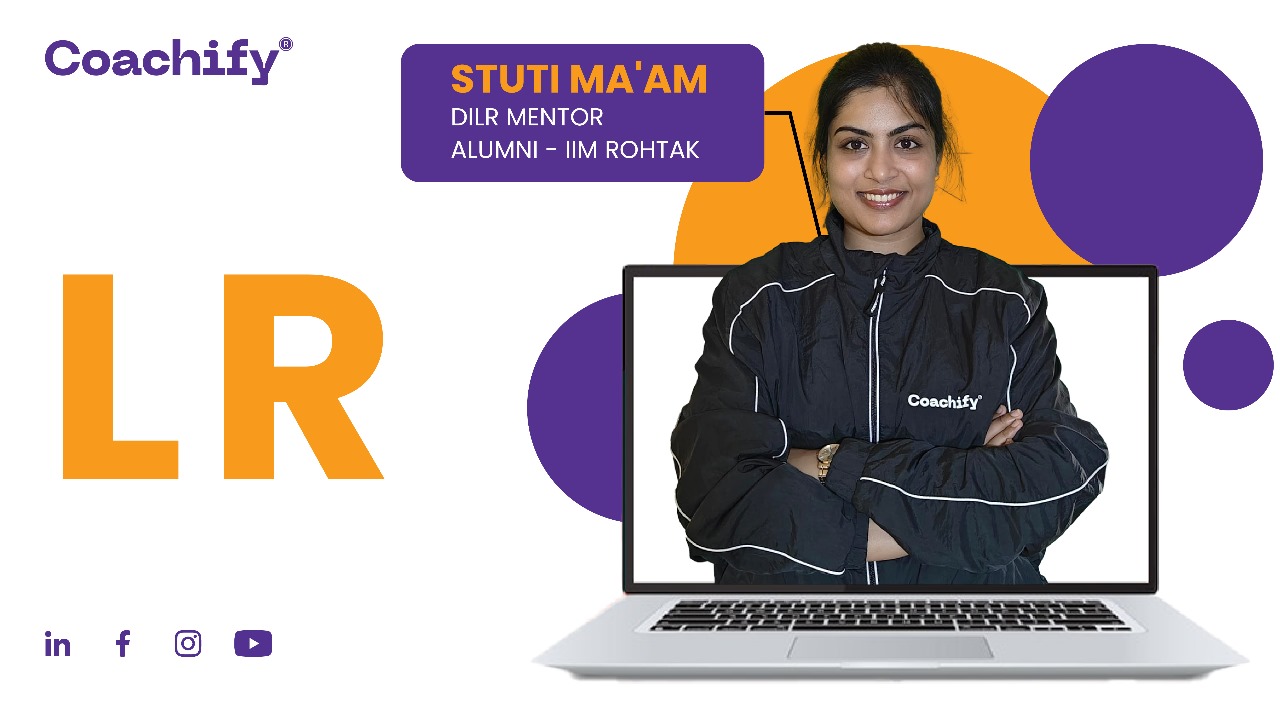 Coachify®
STUTI MA'AM
DILR MENTOR
ALUMNI - IIM ROHTAK
LR
Coachify®